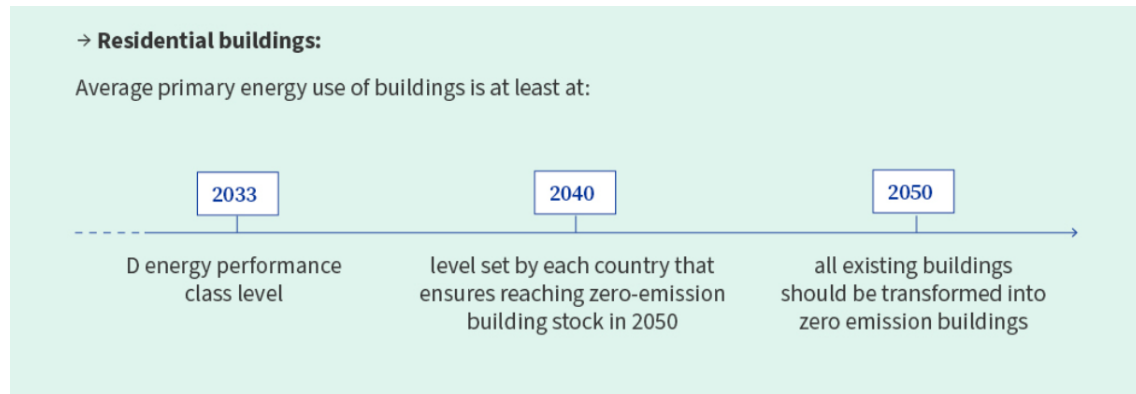 → Residential buildings:
Average primary energy use of buildings is at least at:
2033
2040
2050
D energy performance
class level
level set by each country that
ensures reaching zero-emission
building stock in 2050
all existing buildings
should be transformed into
zero emission buildings